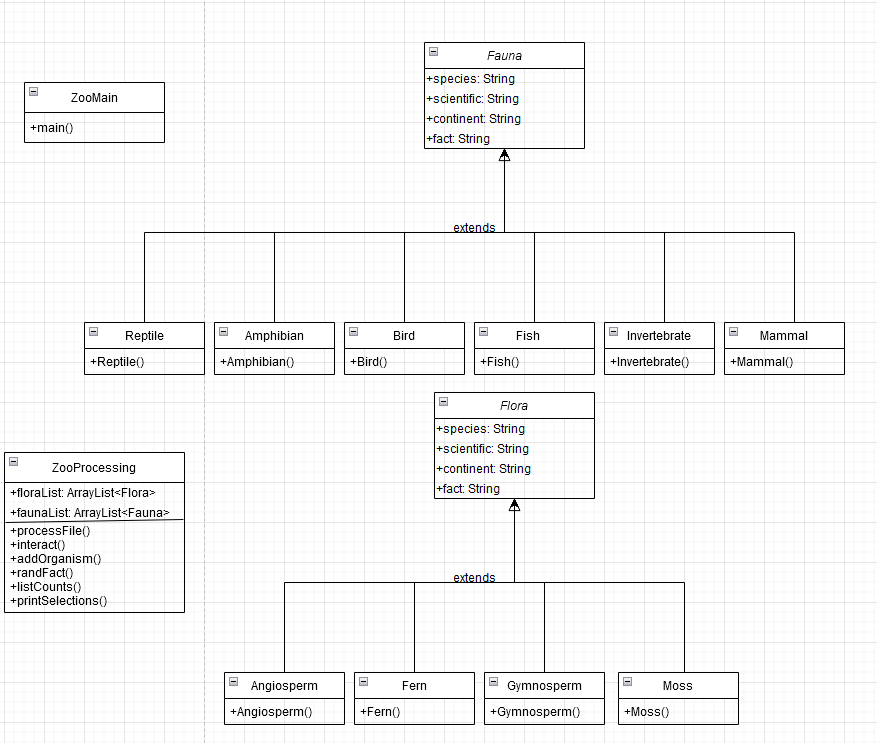 Fauna
+species: String
+scientific: String
+continent: String
+fact: String
ZooMain
+main()
extends
Reptile
+Reptile()
Amphibian
+Amphibian()
Bird
+Bird()
Fish
+Fish()
Invertebrate
+Invertebrate()
Mammal
+Mammal()
Flora
+species: String
+scientific: String
+continent: String
+fact: String
ZooProcessing
+floraList: ArrayList<Flora>
+faunaList: ArrayList<Fauna>
+processFile()
+interact()
+addOrganism()
+randFact()
+listCounts()
+printSelections()
extends
Angiosperm
+Angiosperm()
Fern
+Fern()
Gymnosperm
+Gymnosperm()
Moss
+Moss()